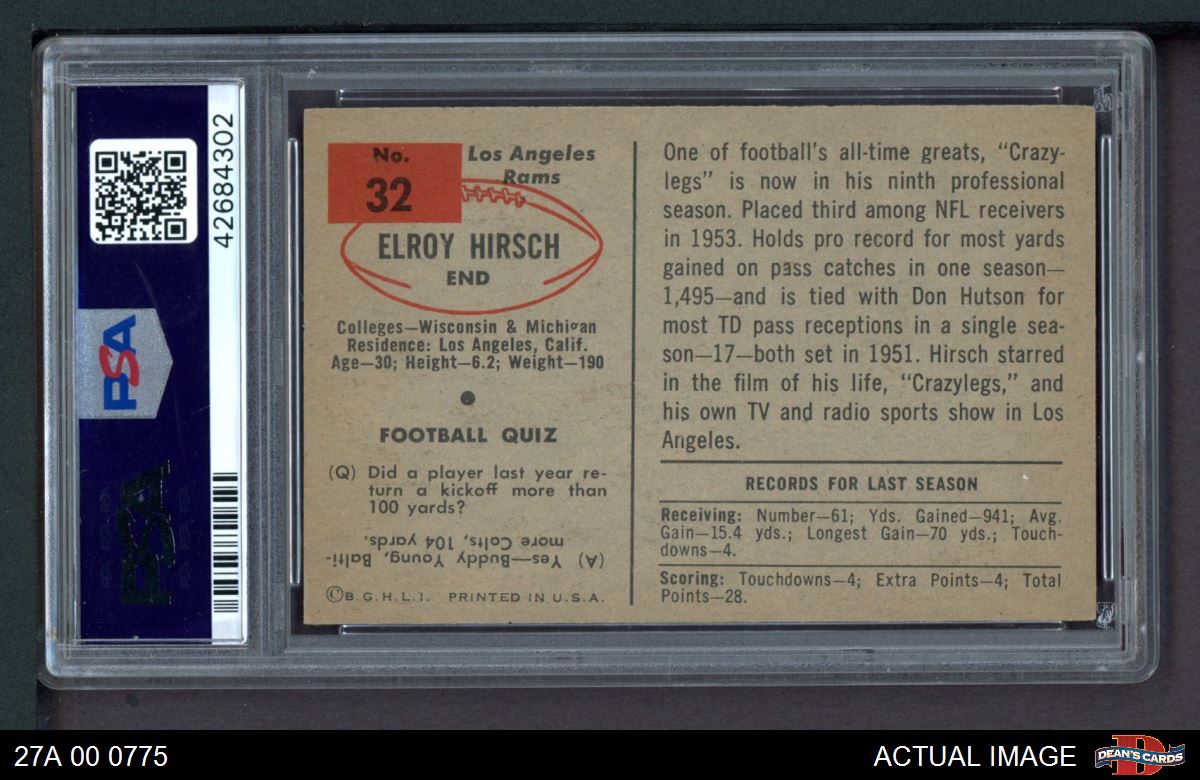 42684302
PSA
PSA
No.
32
Los Angeles
Rams
ELROY HIRSCH
END
Colleges—Wisconsin & Michigan
Residence: Los Angeles, Calif.
Age—30; Height—6.2; Weight—190
FOOTBALL QUIZ
(Q) Did a player last year re-
turn a kickoff more than
100 yards?
(A) Yes—Buddy Young, Balti-
more Colts, 104 yards.
©B.G.H.L.I. PRINTED IN U.S.A.
One of football's all-time greats, "Crazy-
legs" is now in his ninth professional
season. Placed third among NFL receivers
in 1953. Holds pro record for most yards
gained on pass catches in one season—
1,495—and is tied with Don Hutson for
most TD pass receptions in a single sea-
son—17—both set in 1951. Hirsch starred
in the film of his life, "Crazylegs," and
his own TV and radio sports show in Los
Angeles.
RECORDS FOR LAST SEASON
Receiving: Number—61; Yds. Gained—941; Avg.
Gain—15.4 yds.; Longest Gain—70 yds.; Touch-
downs—4.
Scoring: Touchdowns—4; Extra Points—4; Total
Points—28.
27A 00 0775
ACTUAL IMAGE
DEAN'S CARDS